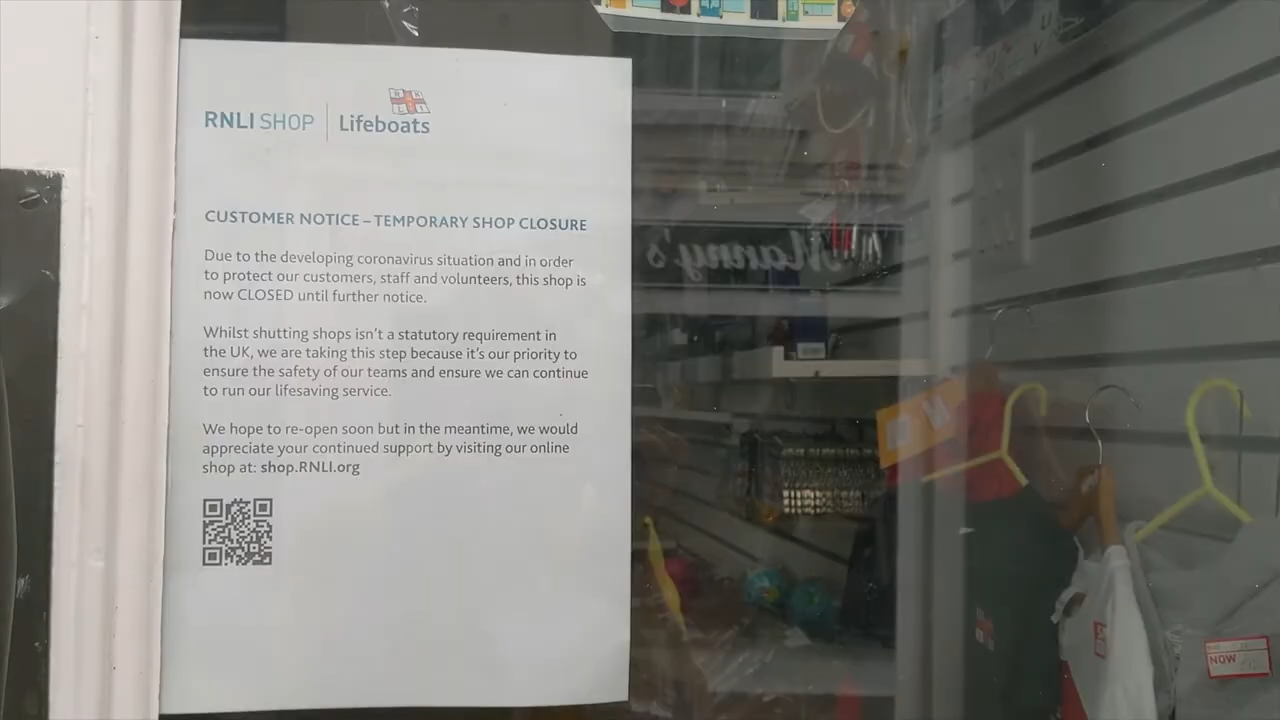 RNLI SHOP
Lifeboats
RNLI
CUSTOMER NOTICE – TEMPORARY SHOP CLOSURE
Due to the developing coronavirus situation and in order
to protect our customers, staff and volunteers, this shop is
now CLOSED until further notice.
Whilst shutting shops isn't a statutory requirement in
the UK, we are taking this step because it's our priority to
ensure the safety of our teams and ensure we can continue
to run our lifesaving service.
We hope to re-open soon but in the meantime, we would
appreciate your continued support by visiting our online
shop at: shop.RNLI.org
Manny's
NOW